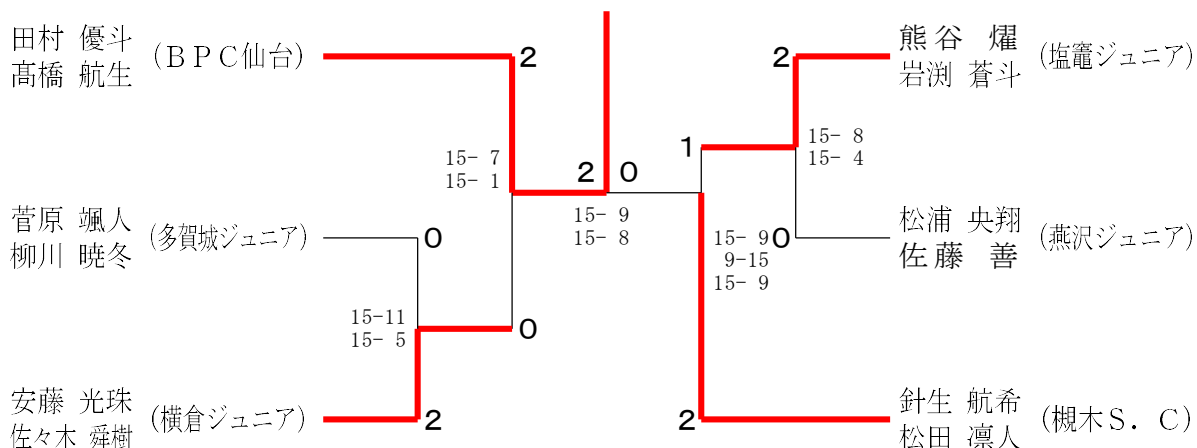 田村 優斗
髙橋 航生
(ＢＰＣ仙台)
2
熊谷 燿
岩渕 蒼斗
(塩竈ジュニア)
2
15- 8
15- 4
1
15- 7
15- 1
2 0
15- 9
15- 8
菅原 颯人
柳川 暁冬
(多賀城ジュニア)
0
15- 9
9-15
15- 9
0
松浦 央翔
佐藤 善
(燕沢ジュニア)
15-11
15- 5
0
安藤 光珠
佐々木 舜樹
(横倉ジュニア)
2
2
針生 航希
松田 凛人
(槻木Ｓ．Ｃ)